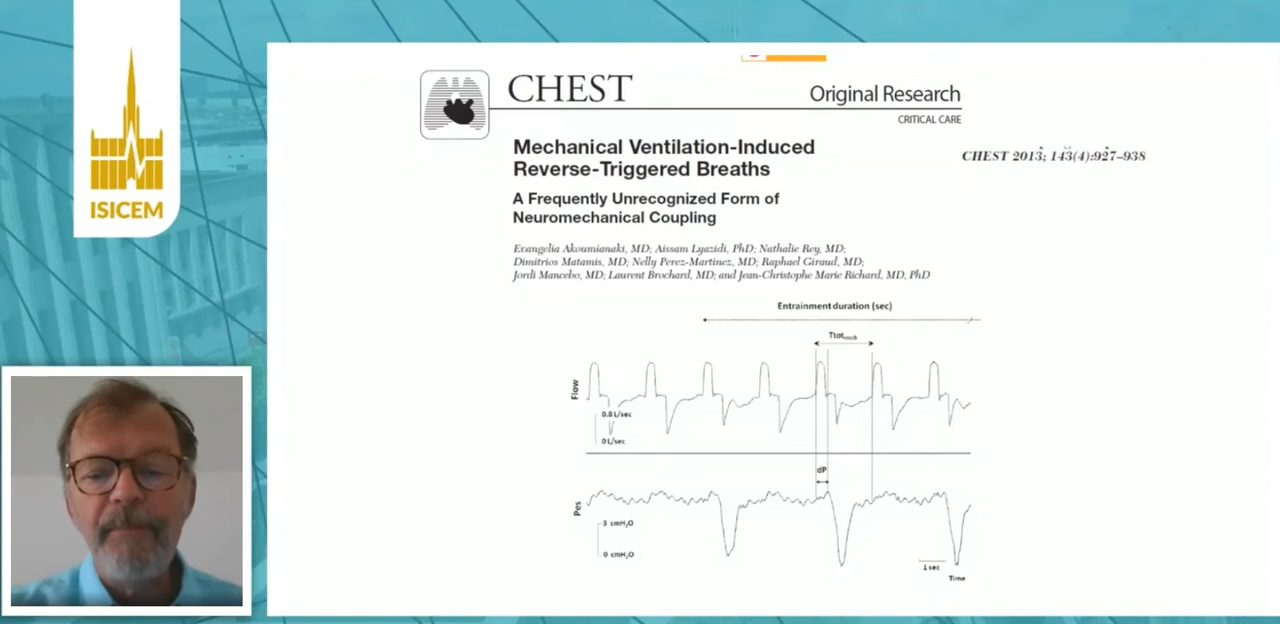 ISICEM
CHEST
Original Research
CRITICAL CARE
Mechanical Ventilation-Induced
Reverse-Triggered Breaths
CHEST 2013; 143(4):927–938
A Frequently Unrecognized Form of
Neuromechanical Coupling
Evangelia Akoumianaki, MD; Aissam Lyazidi, PhD; Nathalie Rey, MD;
Dimitrios Matamis, MD; Nelly Perez-Martinez, MD; Raphael Giraud, MD;
Jordi Mancebo, MD; Laurent Brochard, MD; and Jean-Christophe Marie Richard, MD, PhD
Entrainment duration (sec)
Ttot mech
Flow
0.8 L/sec
0 L/sec
dP
Pes
3 cmH₂O
0 cmH₂O
1 sec
Time